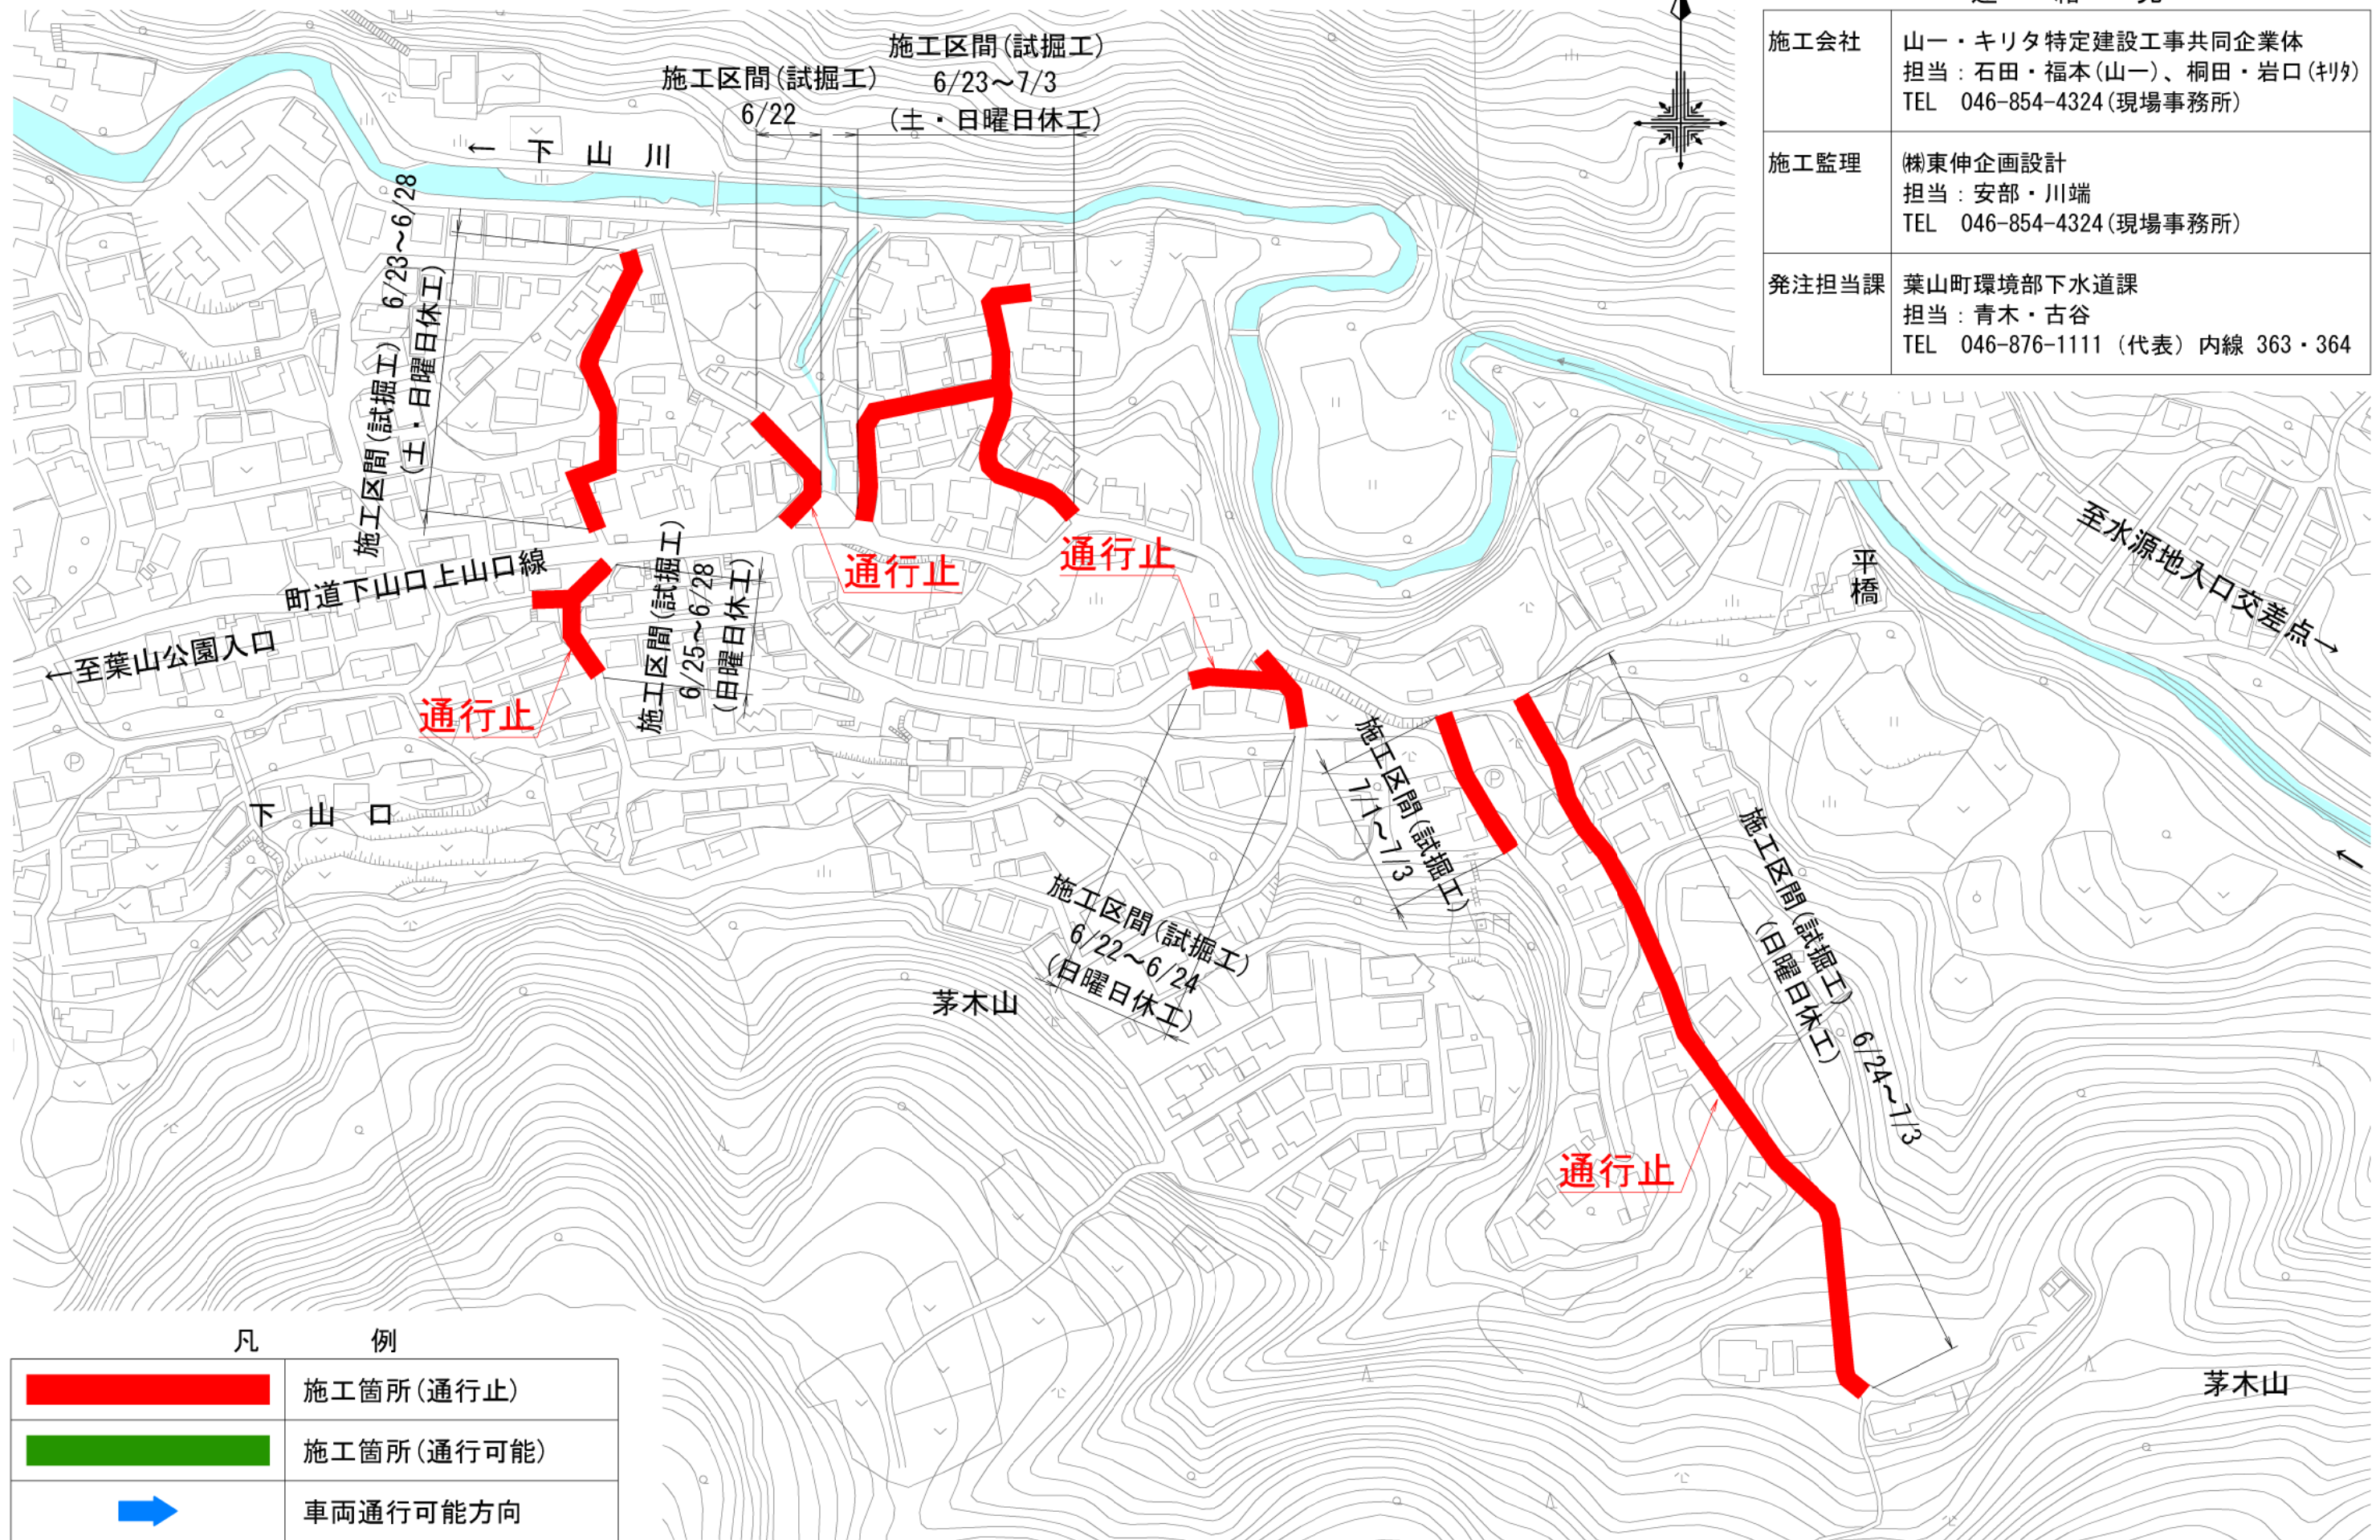 施工会社
山一・キリタ特定建設工事共同企業体
担当：石田・福本(山一)、桐田・岩口(ｷﾘﾀ)
TEL 046-854-4324(現場事務所)
施工監理
㈱東伸企画設計
担当：安部・川端
TEL 046-854-4324(現場事務所)
発注担当課
葉山町環境部下水道課
担当：青木・古谷
TEL 046-876-1111 (代表) 内線 363・364
施工区間(試掘工)
6/22
施工区間(試掘工)
6/23～7/3
(土・日曜日休工)
← 下 山 川
施工区間(試掘工) 6/23～6/28
(土・日曜日休工)
町道下山口上山口線
←至葉山公園入口
施工区間(試掘工)
6/25～6/28
(日曜日休工)
通行止
通行止
通行止
平橋
至水源地入口交差点→
P
下 山 口
施工区間(試掘工)
7/1～7/3
P
施工区間(試掘工)
6/22～6/24
(日曜日休工)
施工区間(試掘工) 6/24～7/3
(日曜日休工)
←
茅木山
通行止
茅木山
凡 例
施工箇所(通行止)
施工箇所(通行可能)
車両通行可能方向